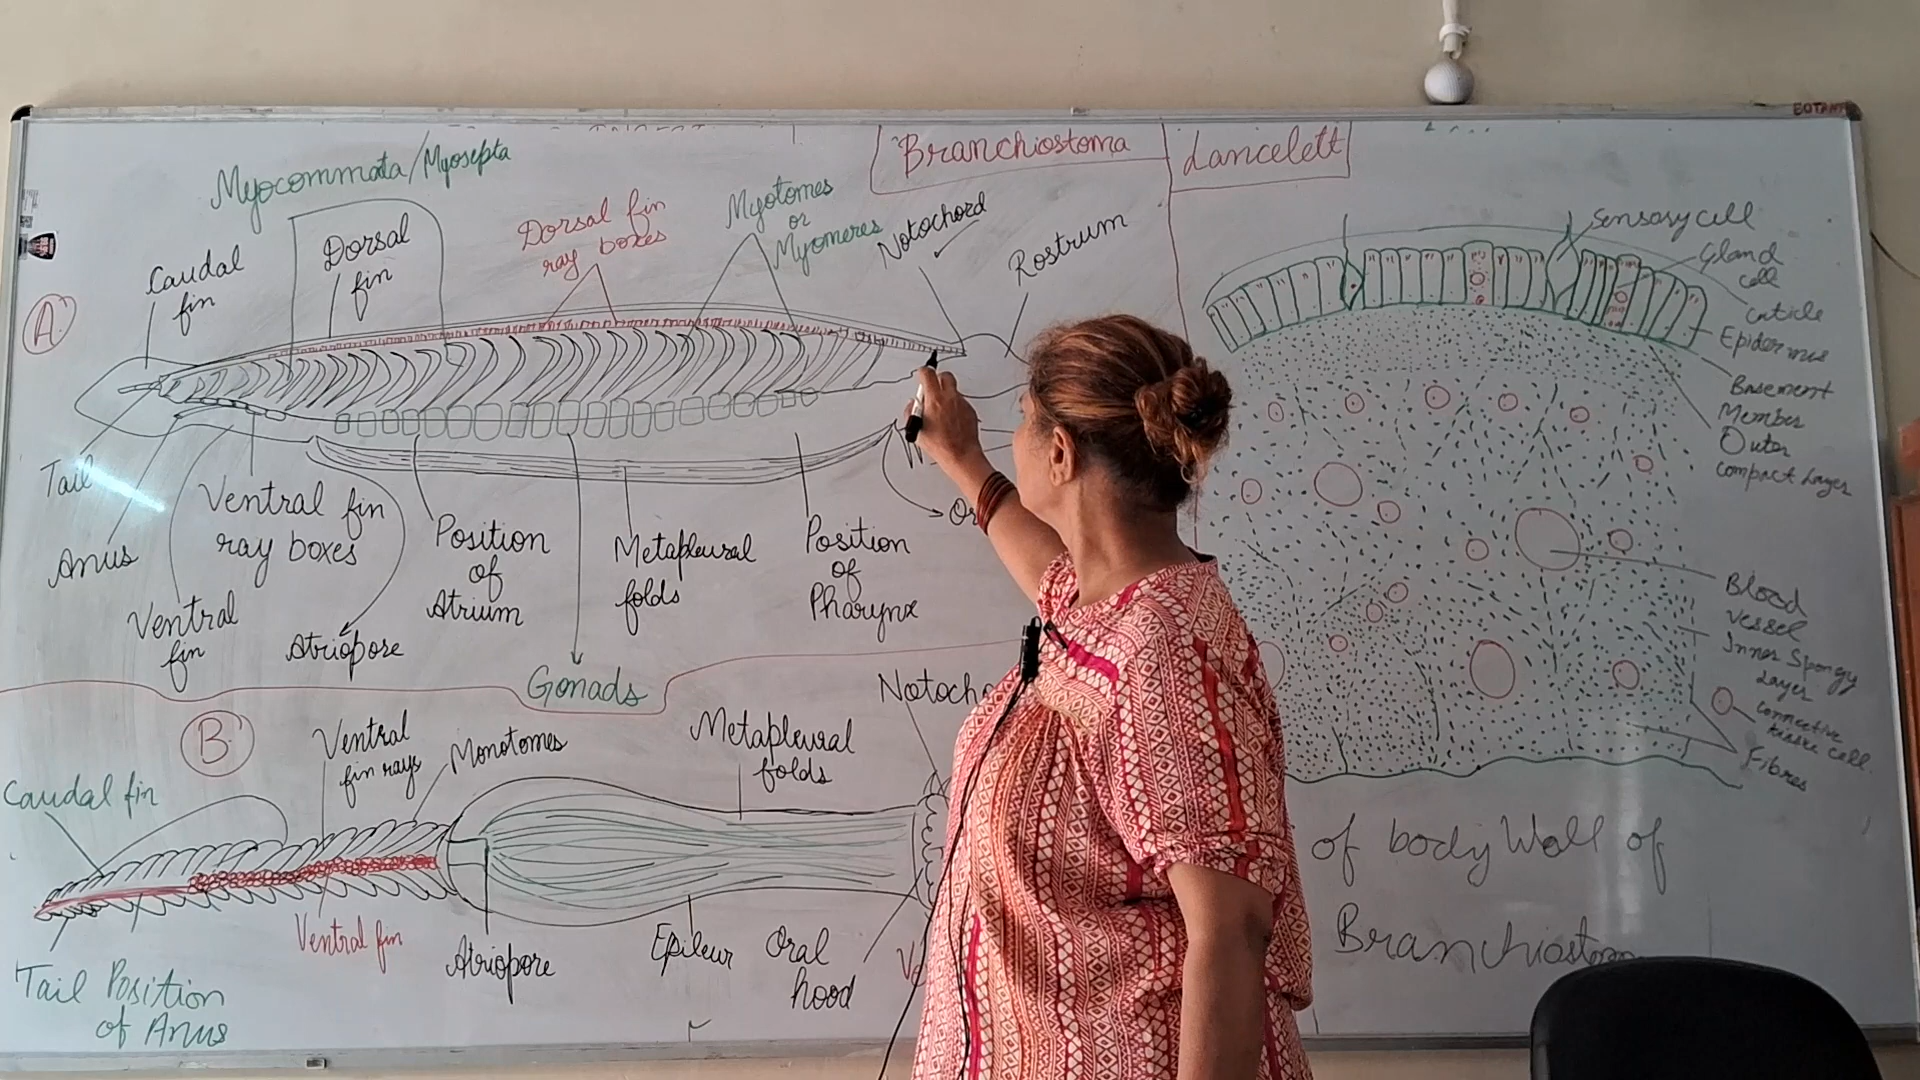 BOTANY
Branchiostoma
Lancelett
Myocommata/Myosepta
Caudal
fin
Dorsal
fin
Dorsal fin
ray boxes
Myotomes
or
Myomeres
Notochord
Rostrum
A
Tail
Anus
Ventral fin
ray boxes
Ventral
fin
Atriopore
Position
of
Atrium
Gonads
Metapleural
folds
Position
of
Pharynx
Sensory cell
Gland
cell
Cuticle
Epidermis
Basement
Membes
Outer
compact Layer
Blood
vessel
Inner Spongy
Layer
connective
tissue cell
Fibres
of body Wall of
Branchiostom
B
Caudal fin
Ventral
fin rays
Monotomes
Metapleural
folds
Notocho
Ventral fin
Atriopore
Epileur
Oral
hood
Tail Position
of Anus